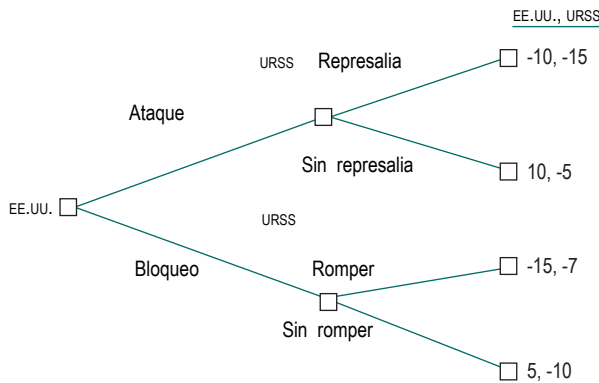 EE.UU., URSS
URSS Represalia
-10, -15
Ataque
Sin represalia
10, -5
EE.UU.
URSS
Bloqueo
Romper
-15, -7
Sin romper
5, -10